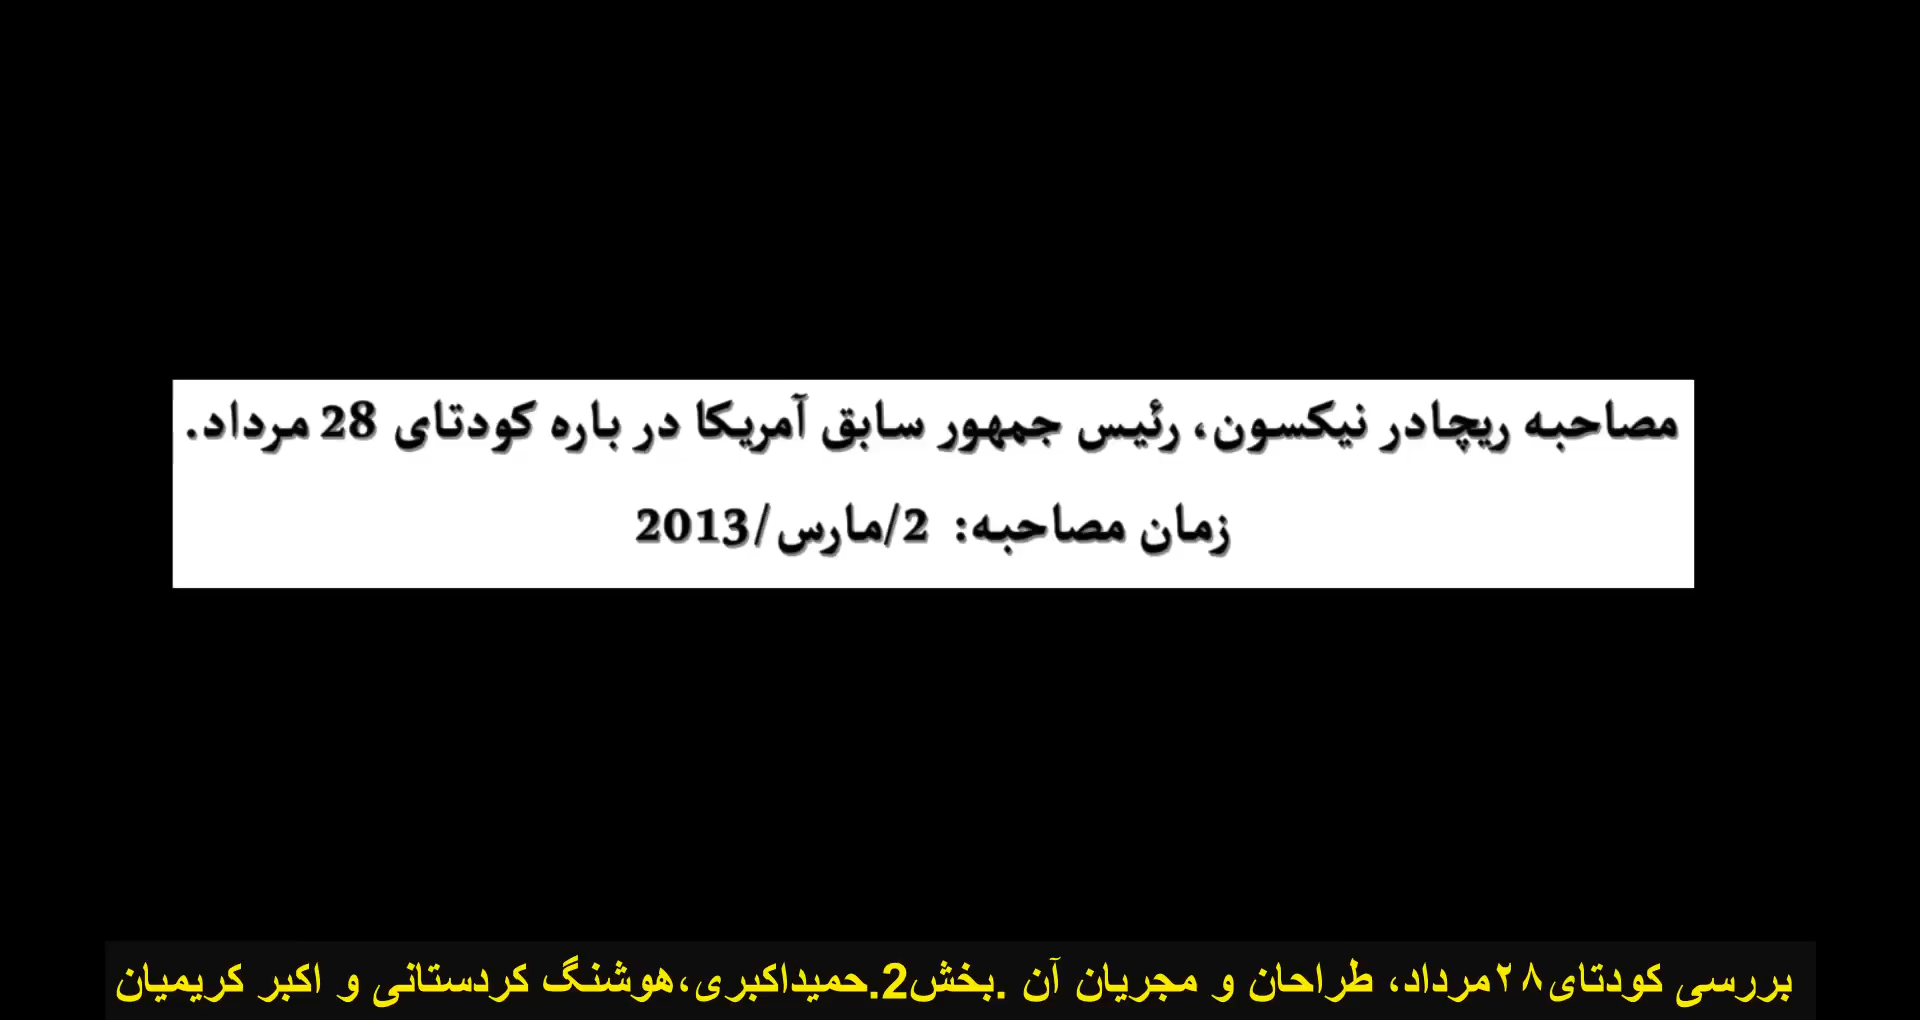 مصاحبه ریچادر نیکسون، رئیس جمهور سابق آمریکا در باره کودتای 28 مرداد.
زمان مصاحبه: 2/مارس/2013
بررسی کودتای۲۸مرداد، طراحان و مجریان آن .بخش2.حمیداکبری،هوشنگ کردستانی و اکبر کریمیان